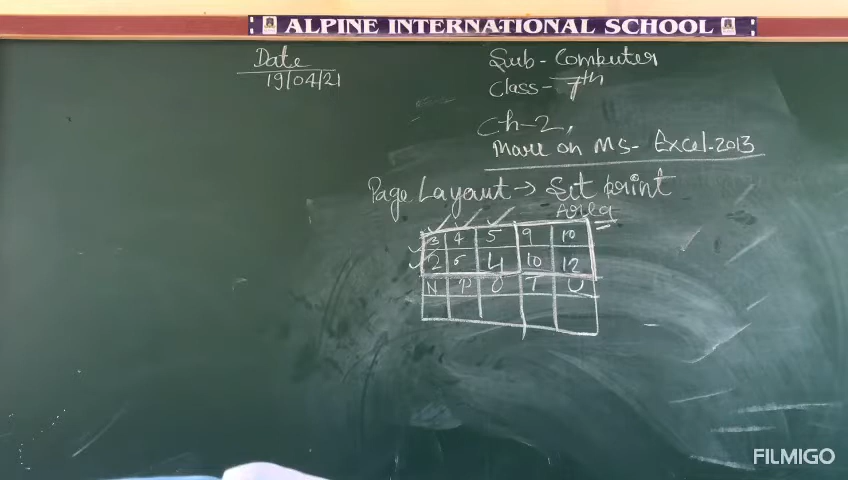 ALPINE INTERNATIONAL SCHOOL
Date
19/04/21
Sub- Computer
Class- 7th
Ch-2,
More on MS- Excel-2013
Page Layout → Set print
Area
3 4 5 9 10
2 6 4 10 12
N P O T U
FILMIGO